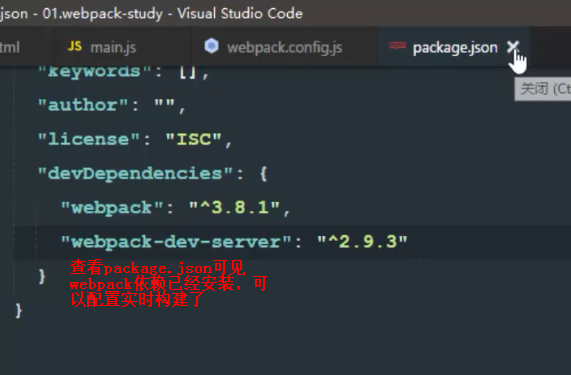 json - 01.webpack-study - Visual Studio Code
tml JS main.js webpack.config.js package.json
关闭 (Ct
"keywords": [],
"author": "",
"license": "ISC",
"devDependencies": {
"webpack": "^3.8.1",
"webpack-dev-server": "^2.9.3"
}
查看package.json可见
webpack依赖已经安装，可
以配置实时构建了
}